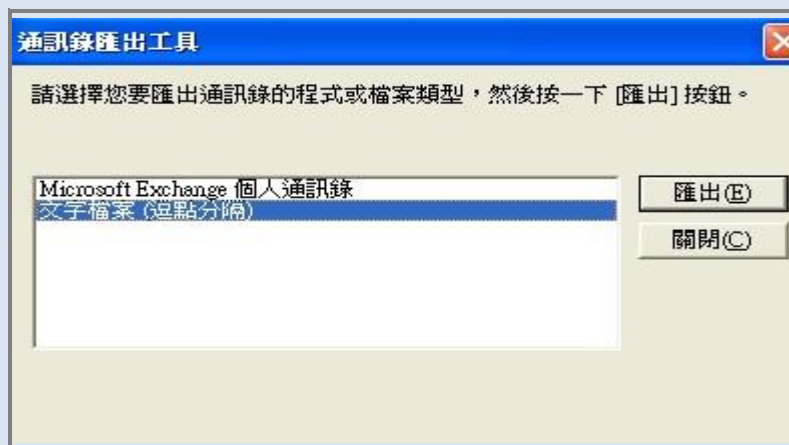 通訊錄匯出工具
請選擇您要匯出通訊錄的程式或檔案類型，然後按一下 [匯出] 按鈕。
Microsoft Exchange 個人通訊錄
文字檔案 (逗點分隔)
匯出(E)
關閉(C)